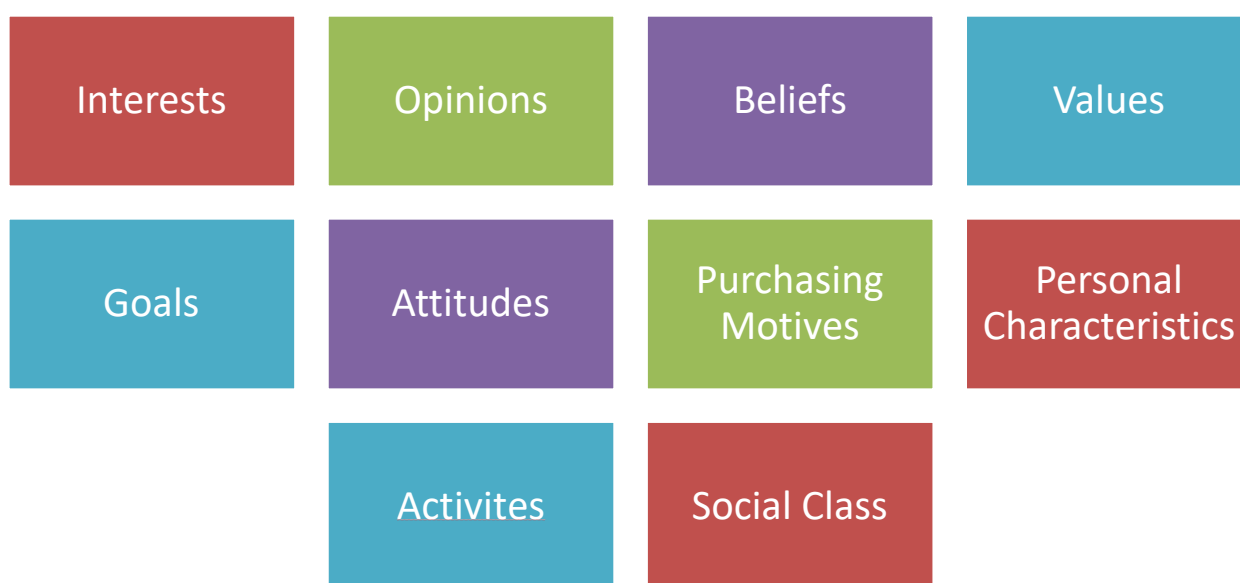 Interests
Opinions
Beliefs
Values
Goals
Attitudes
Purchasing
Motives
Personal
Characteristics
Activites
Social Class